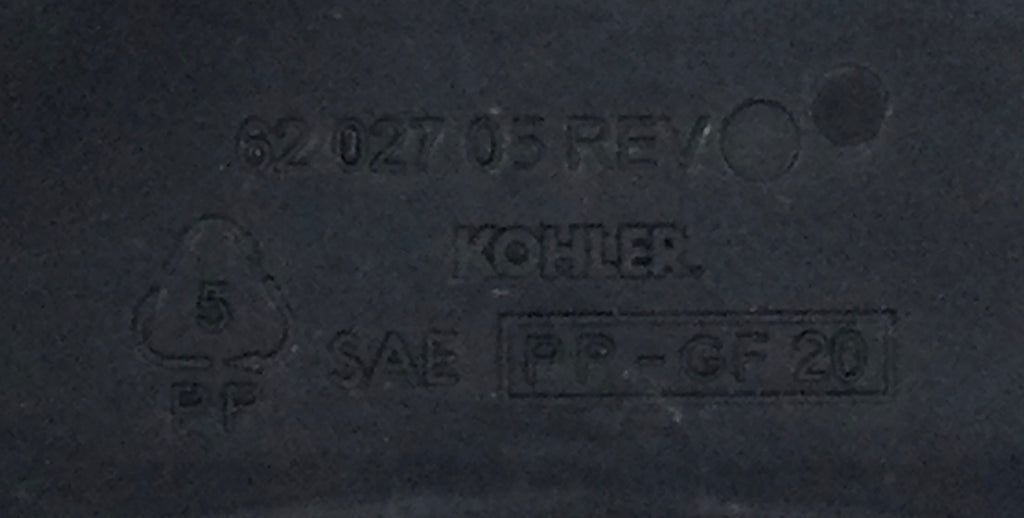 62 027 05 REV
KOHLER.
5
SAE PP-GF 20
PP